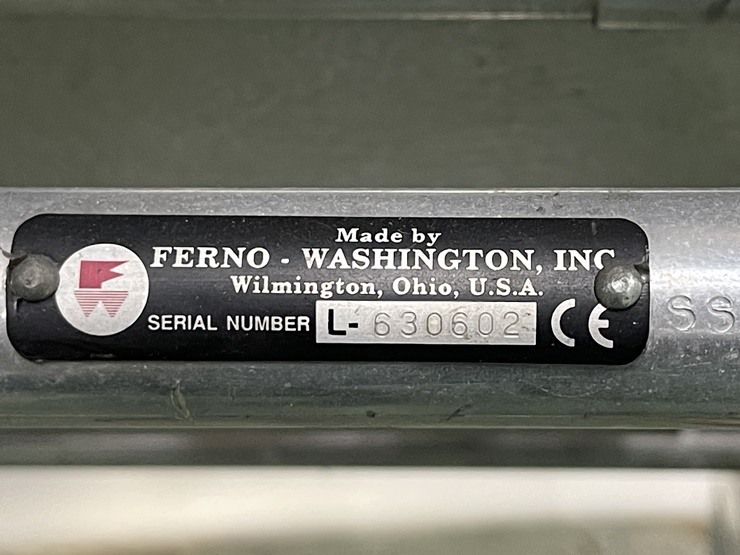 Made by
FERNO - WASHINGTON, INC
Wilmington, Ohio, U.S.A.
SERIAL NUMBER L- 630602 CE
SS